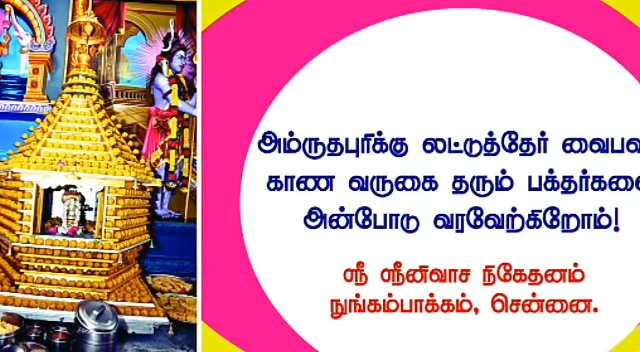 அம்ருதபுரிக்கு லட்டுத்தேர் வைபவ
காண வருகை தரும் பக்தர்களை
அன்போடு வரவேற்கிறோம்!
ஸ்ரீ ஸ்ரீனிவாச நிகேதனம்
நுங்கம்பாக்கம், சென்னை.